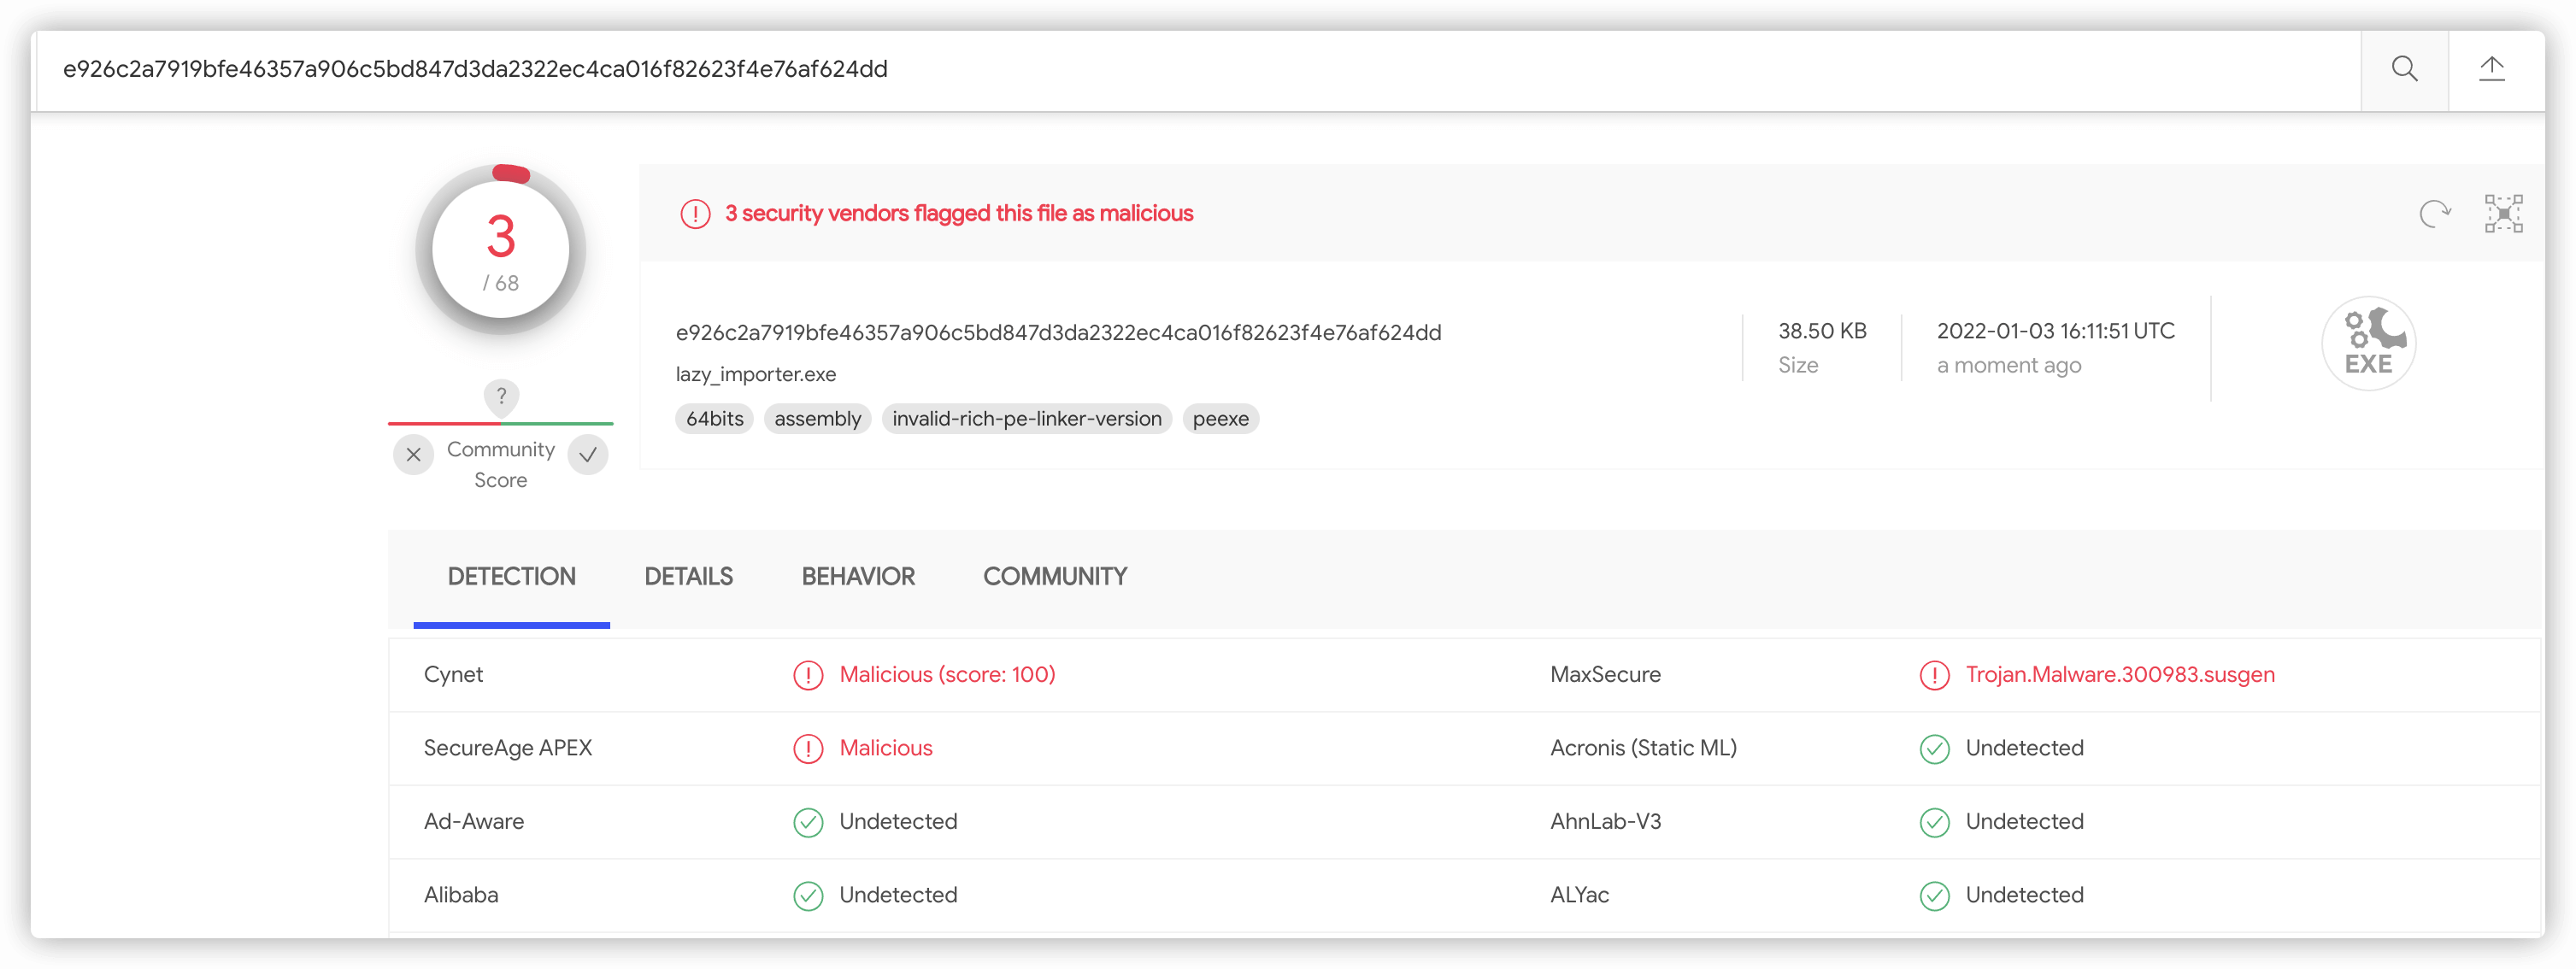 e926c2a7919bfe46357a906c5bd847d3da2322ec4ca016f82623f4e76af624dd
3
/ 68
?
Community
Score
3 security vendors flagged this file as malicious
e926c2a7919bfe46357a906c5bd847d3da2322ec4ca016f82623f4e76af624dd
lazy_importer.exe
64bits assembly invalid-rich-pe-linker-version peexe
38.50 KB
Size
2022-01-03 16:11:51 UTC
a moment ago
EXE
DETECTION DETAILS BEHAVIOR COMMUNITY
Cynet Malicious (score: 100) MaxSecure Trojan.Malware.300983.susgen
SecureAge APEX Malicious Acronis (Static ML) Undetected
Ad-Aware Undetected AhnLab-V3 Undetected
Alibaba Undetected ALYac Undetected